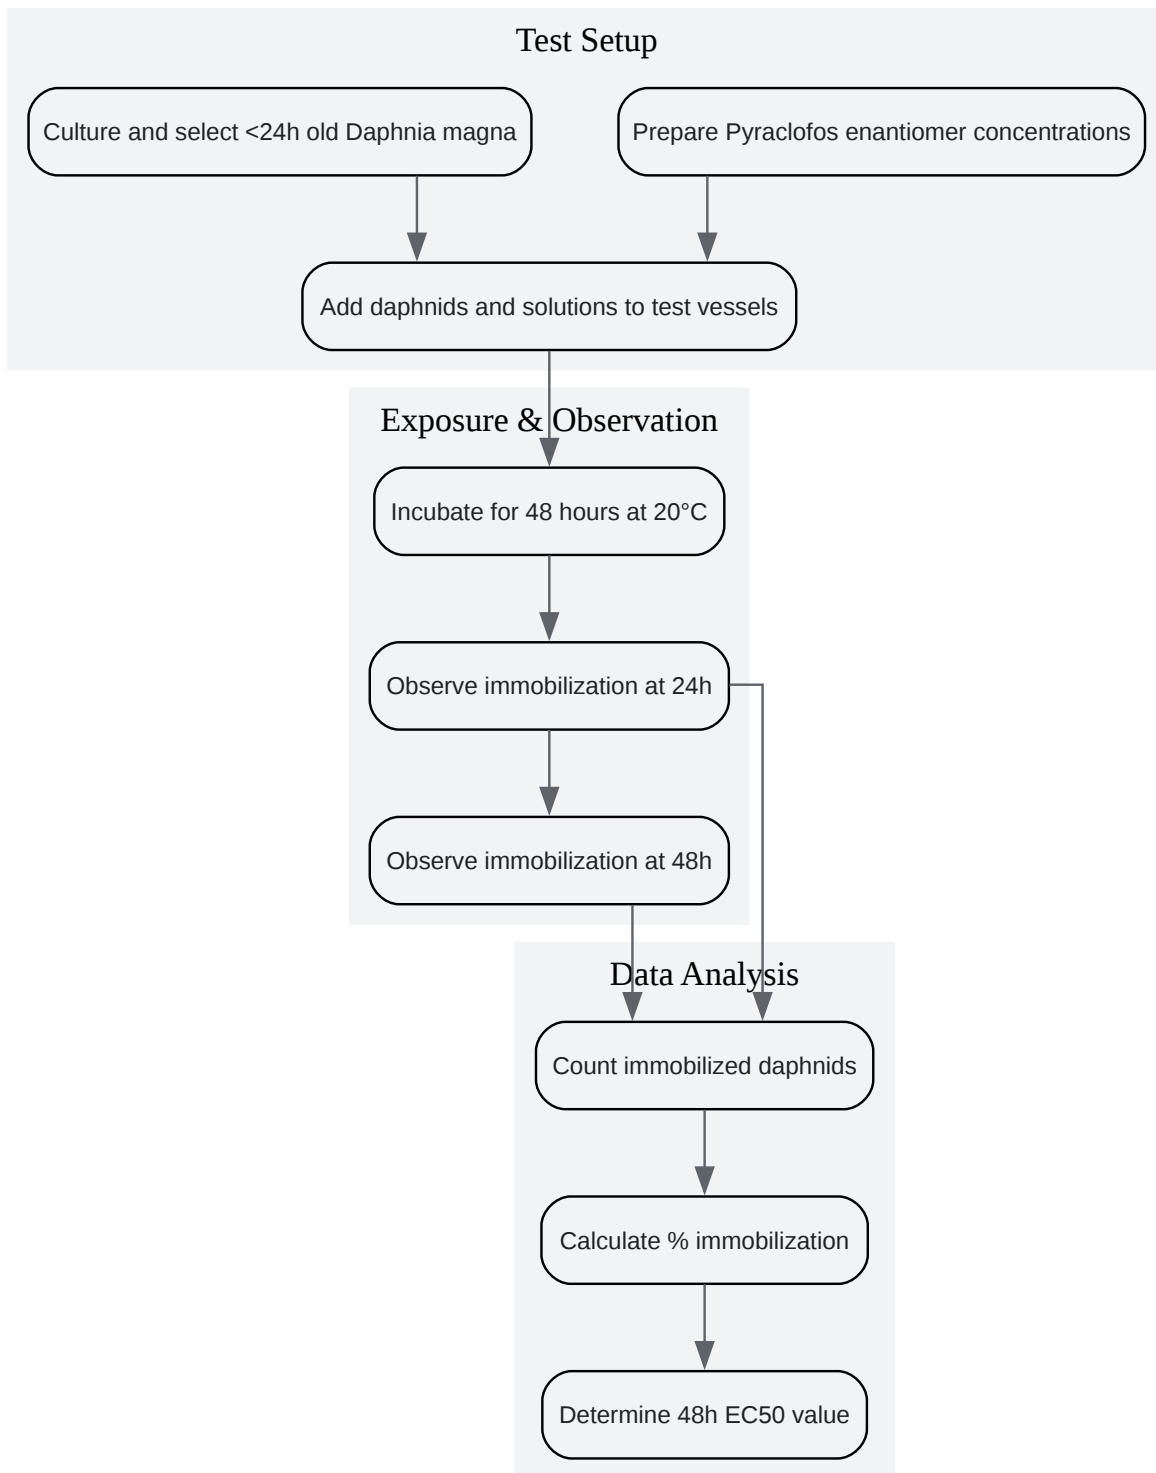 Test Setup
Culture and select <24h old Daphnia magna
Prepare Pyraclofos enantiomer concentrations
Add daphnids and solutions to test vessels
Exposure & Observation
Incubate for 48 hours at 20°C
Observe immobilization at 24h
Observe immobilization at 48h
Data Analysis
Count immobilized daphnids
Calculate % immobilization
Determine 48h EC50 value